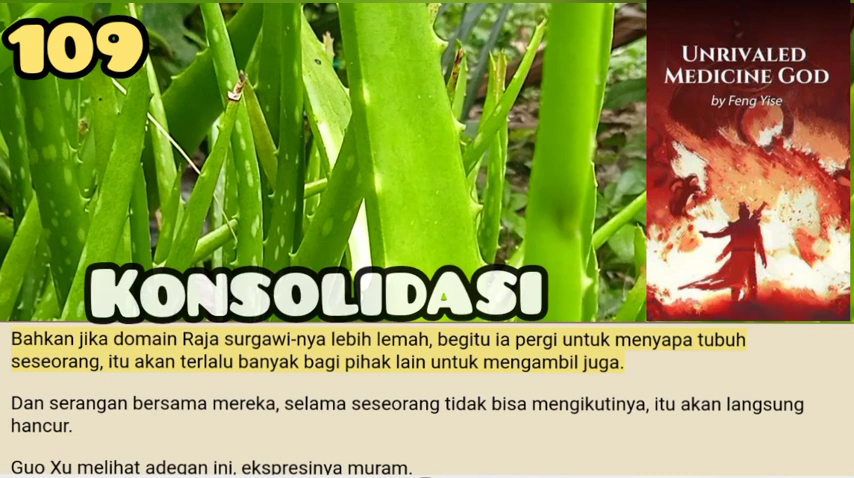 109
UNRIVALED
MEDICINE GOD
by Feng Yise
KONSOLIDASI
Bahkan jika domain Raja surgawi-nya lebih lemah, begitu ia pergi untuk menyapa tubuh
seseorang, itu akan terlalu banyak bagi pihak lain untuk mengambil juga.
Dan serangan bersama mereka, selama seseorang tidak bisa mengikutinya, itu akan langsung
hancur.
Guo Xu melihat adegan ini, ekspresinya muram.